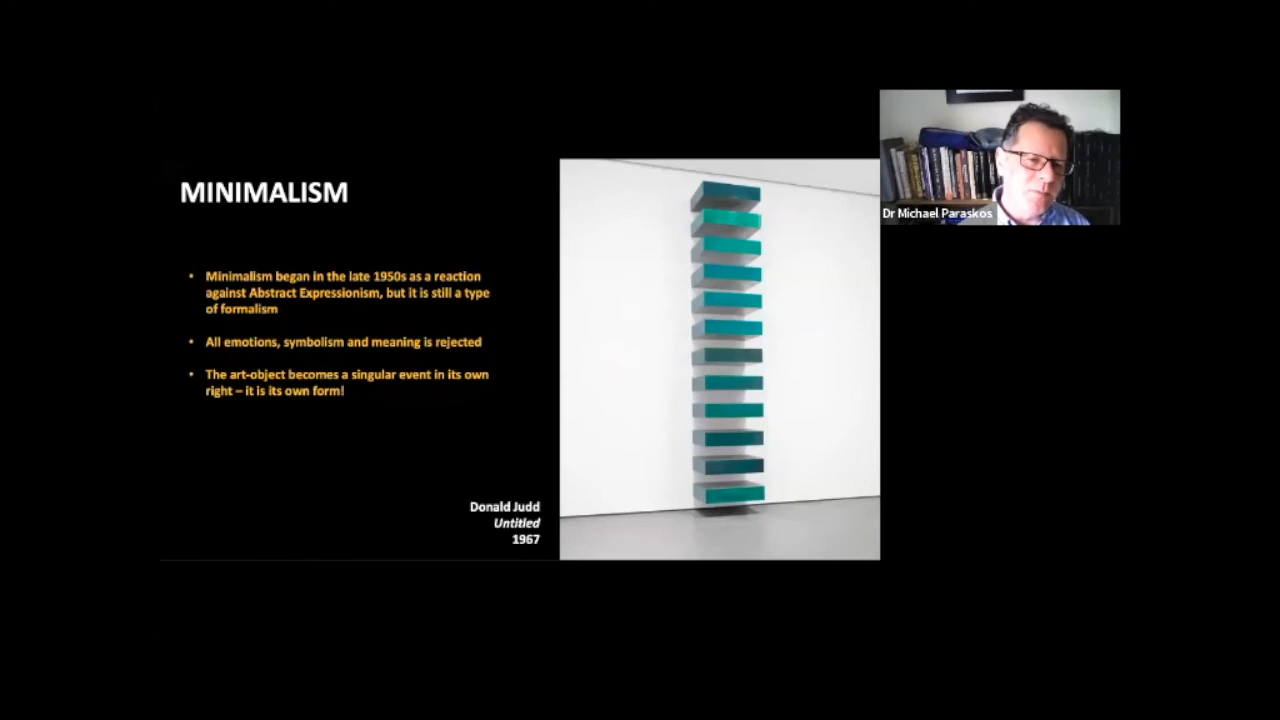 MINIMALISM
• Minimalism began in the late 1950s as a reaction
against Abstract Expressionism, but it is still a type
of formalism
• All emotions, symbolism and meaning is rejected
• The art-object becomes a singular event in its own
right – it is its own form!
Donald Judd
Untitled
1967
Dr Michael Paraskos